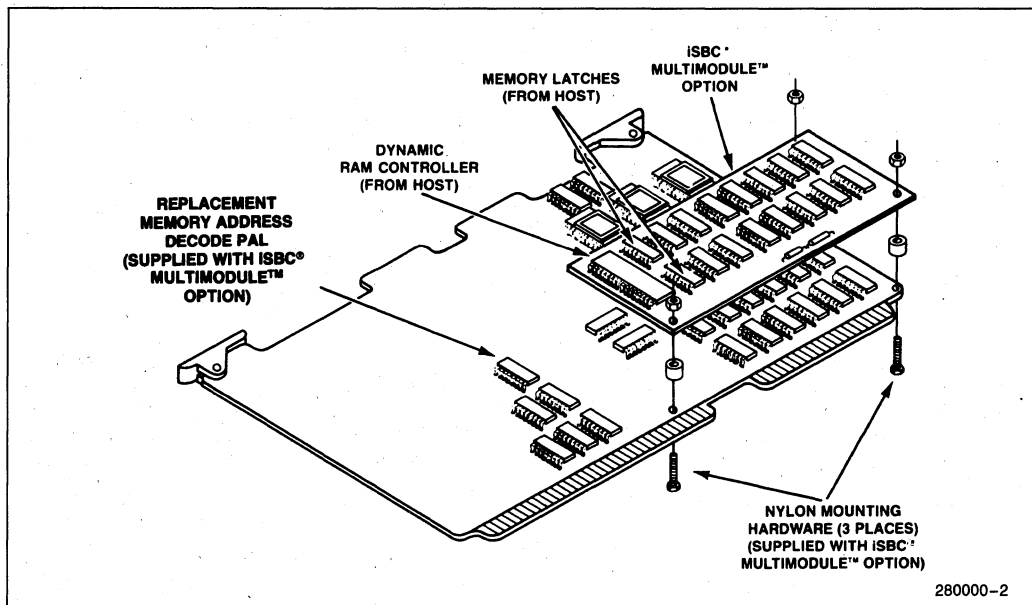 iSBC®
MULTIMODULE™
OPTION
MEMORY LATCHES
(FROM HOST)
DYNAMIC
RAM CONTROLLER
(FROM HOST)
REPLACEMENT
MEMORY ADDRESS
DECODE PAL
(SUPPLIED WITH iSBC®
MULTIMODULE™
OPTION)
NYLON MOUNTING
HARDWARE (3 PLACES)
(SUPPLIED WITH iSBC®
MULTIMODULE™ OPTION)
280000–2